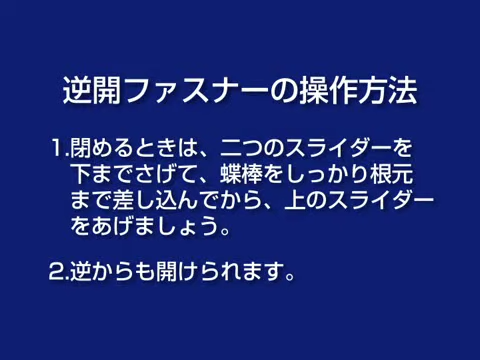 逆開ファスナーの操作方法
1.閉めるときは、二つのスライダーを
下までさげて、蝶棒をしっかり根元
まで差し込んでから、上のスライダー
をあげましょう。
2.逆からも開けられます。